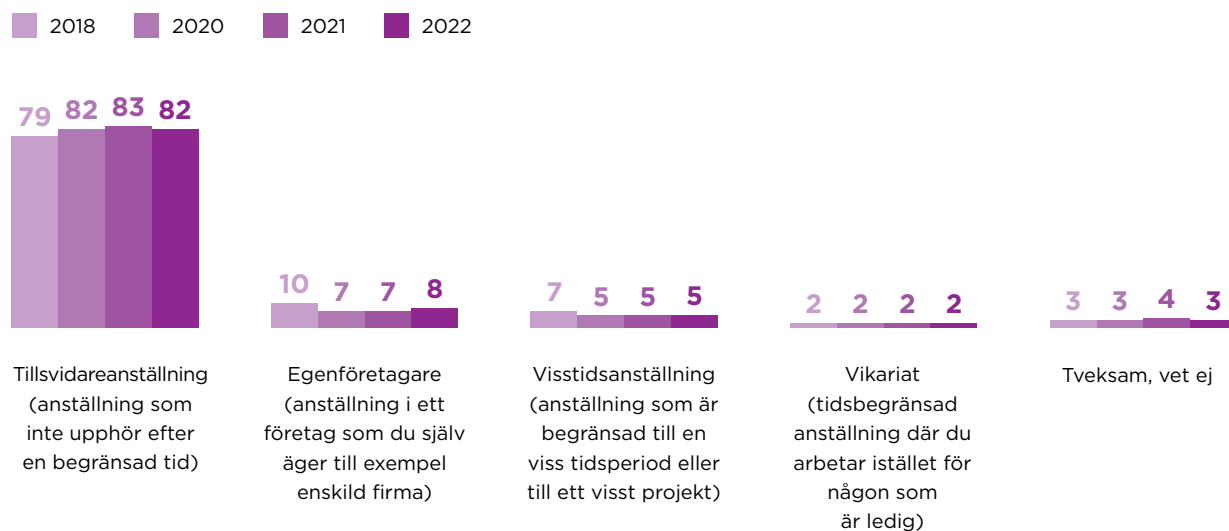 2018 2020 2021 2022
79 82 83 82
10 7 7 8
7 5 5 5
2 2 2 2
3 3 4 3
Tillsvidareanställning
(anställning som
inte upphör efter
en begränsad tid)
Egenföretagare
(anställning i ett
företag som du själv
äger till exempel
enskild firma)
Visstidsanställning
(anställning som är
begränsad till en
viss tidsperiod eller
till ett visst projekt)
Vikariat
(tidsbegränsad
anställning där du
arbetar istället för
någon som
är ledig)
Tveksam, vet ej